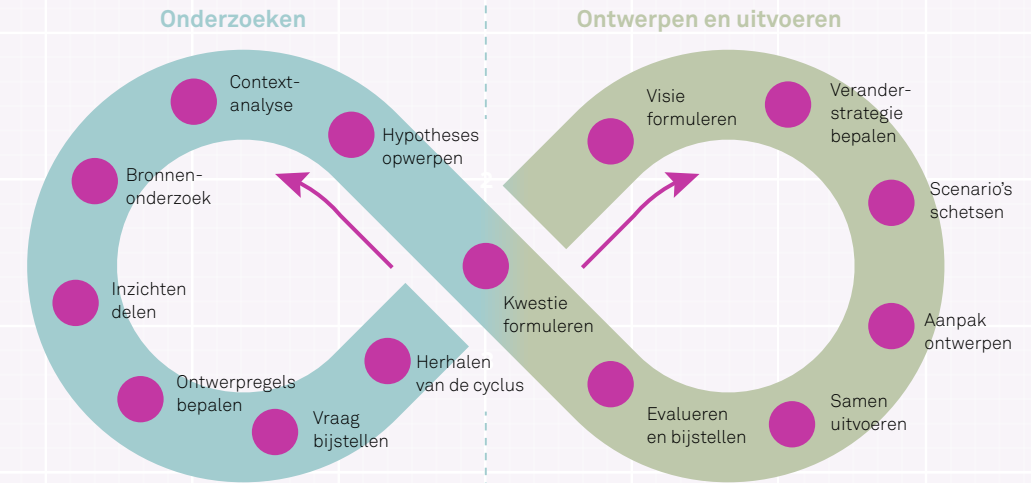 Onderzoeken
Context-
analyse
Hypotheses
opwerpen
Bronnen-
onderzoek
Inzichten
delen
Ontwerpregels
bepalen
Vraag
bijstellen
Herhalen
van de cyclus
Kwestie
formuleren
Ontwerpen en uitvoeren
Visie
formuleren
Verander-
strategie
bepalen
Scenario's
schetsen
Aanpak
ontwerpen
Samen
uitvoeren
Evalueren
en bijstellen